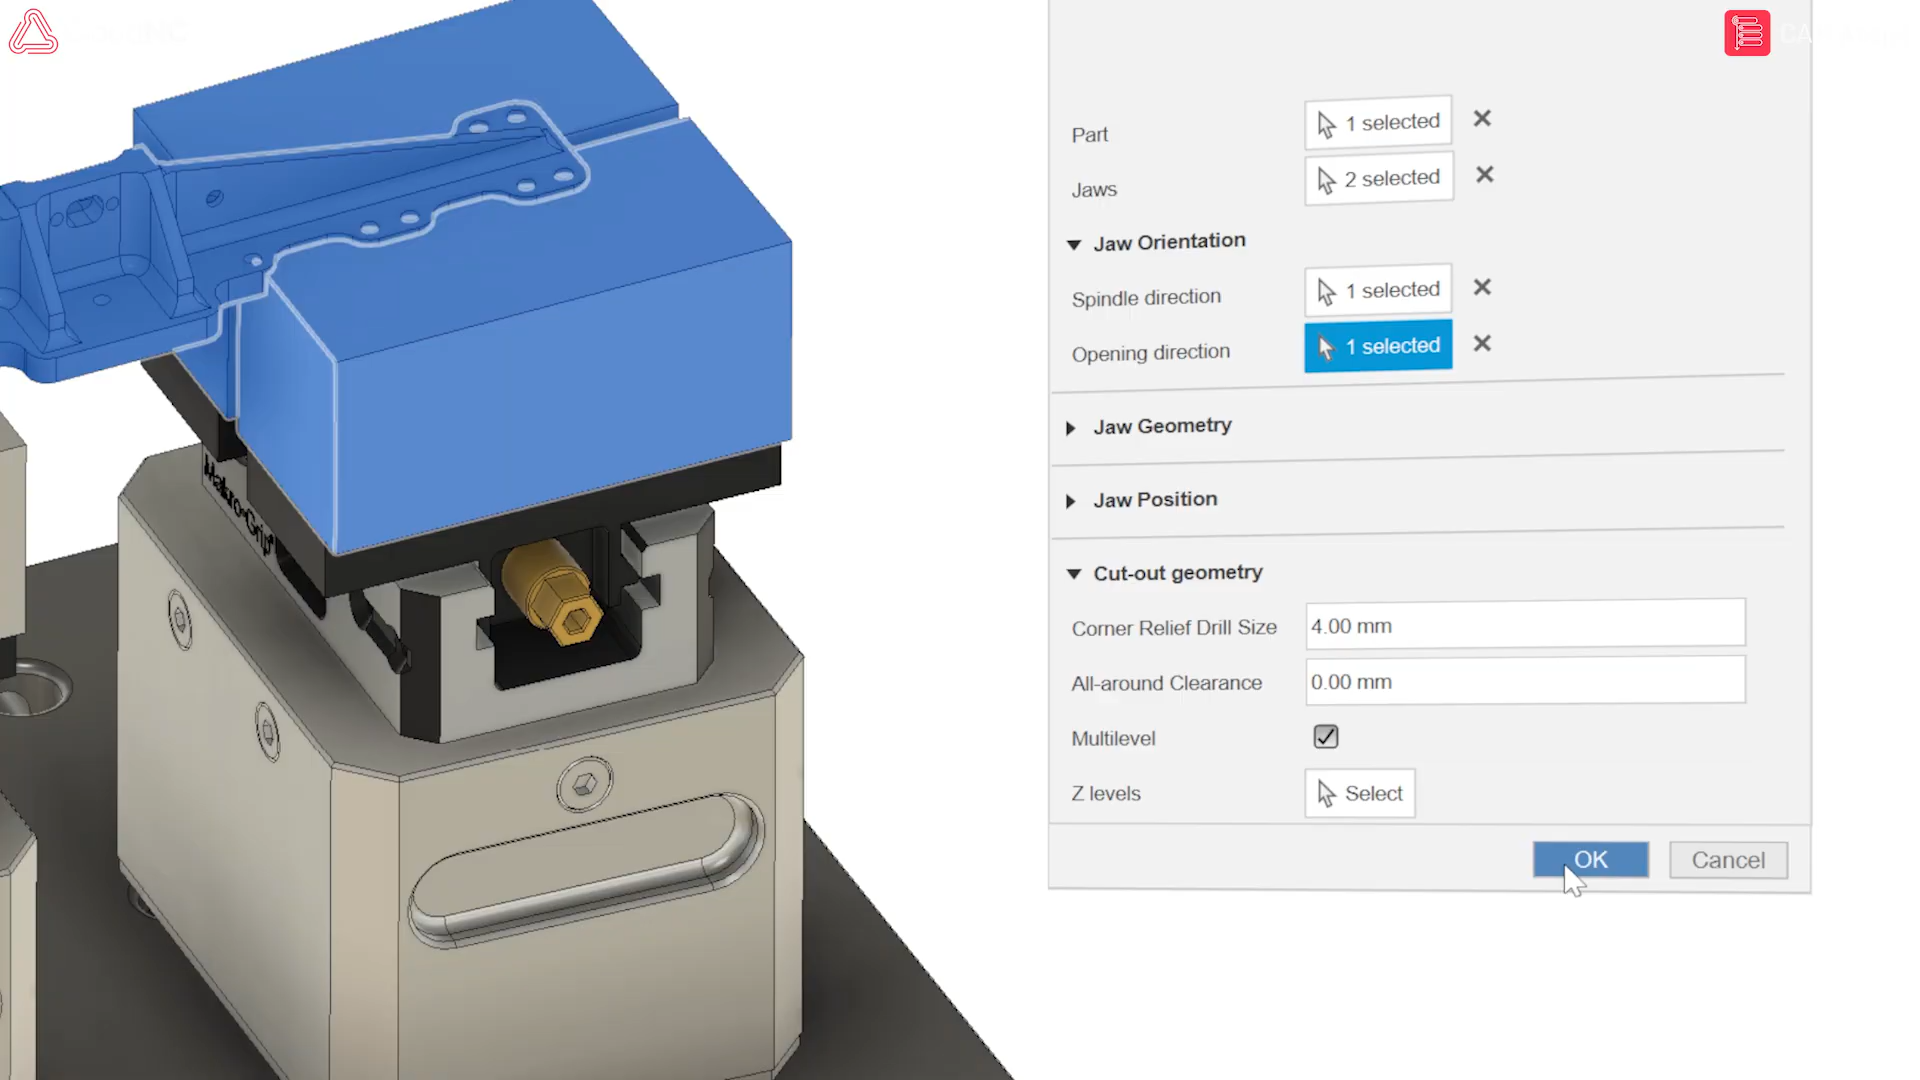 Part
1 selected
Jaws
2 selected
Jaw Orientation
Spindle direction
1 selected
Opening direction
1 selected
Jaw Geometry
Jaw Position
Cut-out geometry
Corner Relief Drill Size
4.00 mm
All-around Clearance
0.00 mm
Multilevel
Z levels
Select
OK
Cancel
Makro-Grip